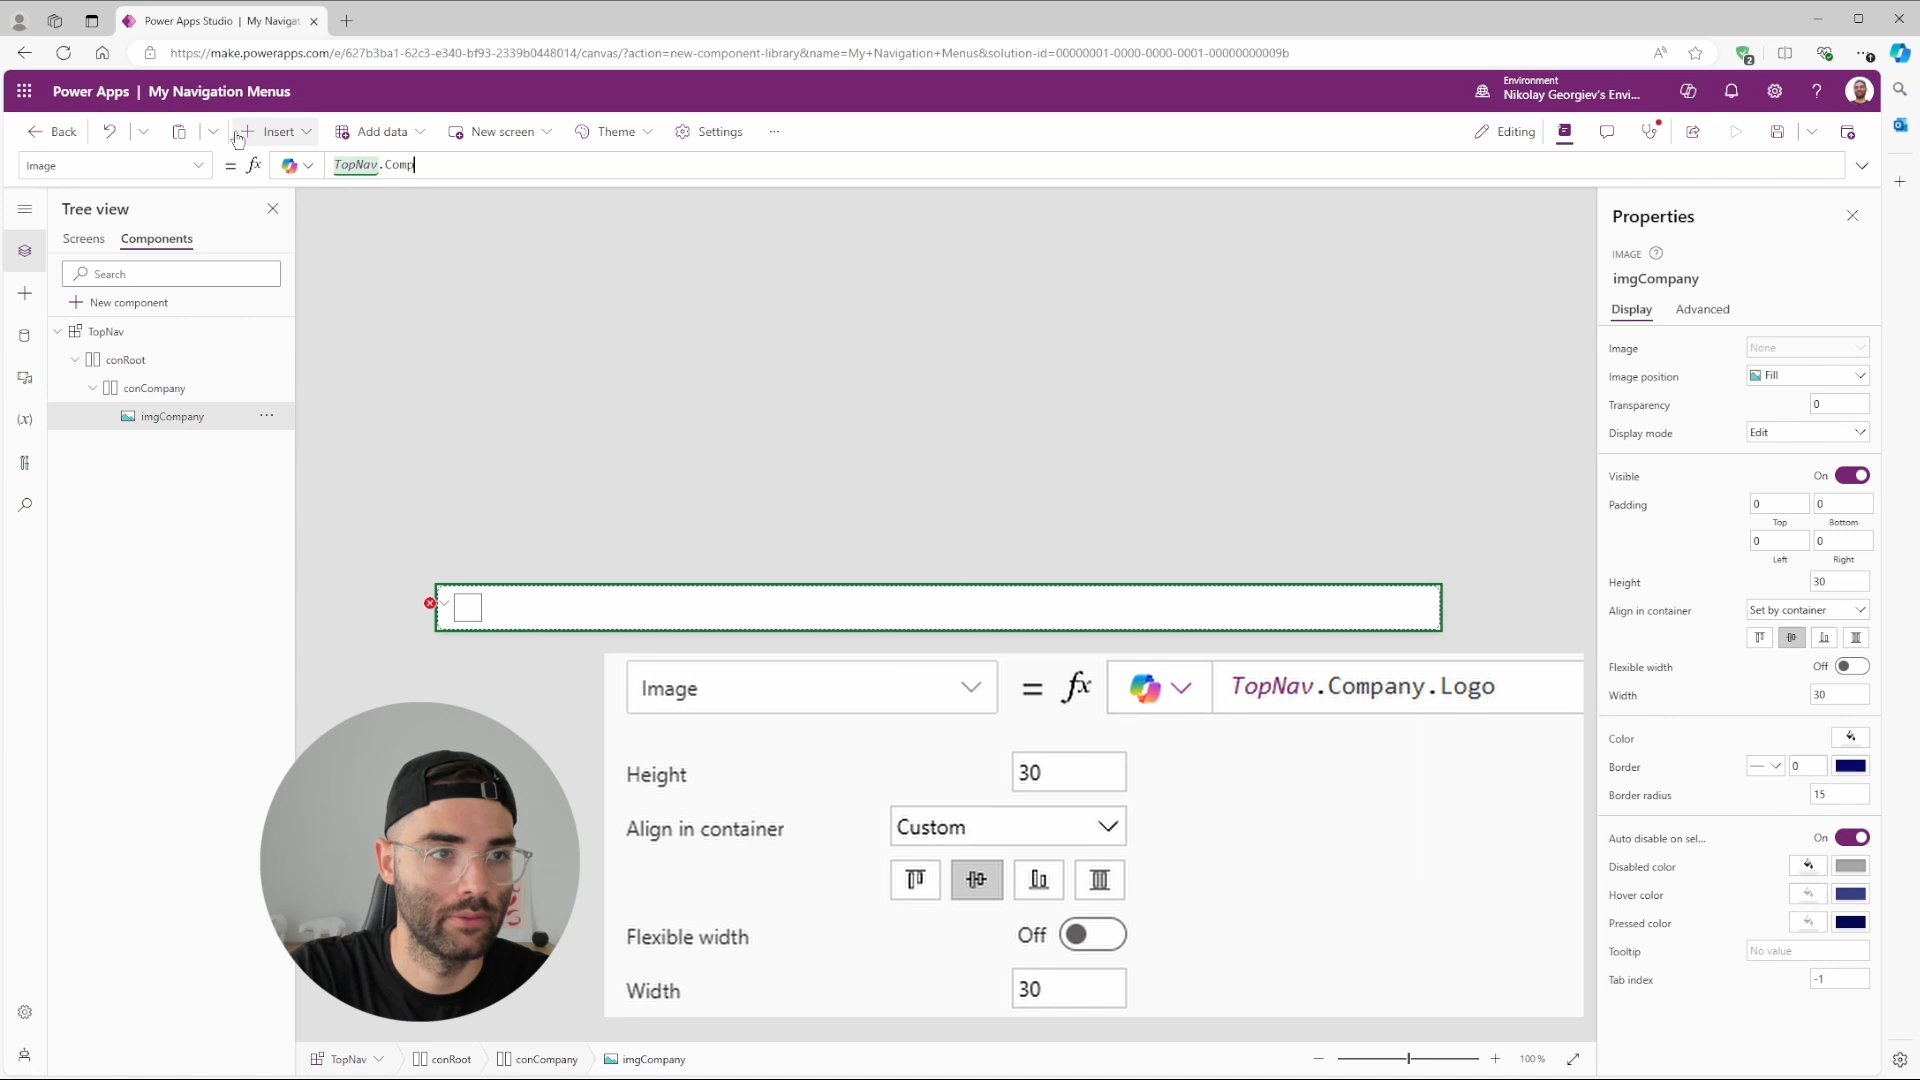 Power Apps Studio | My Navigat
https://make.powerapps.com/e/627b3ba1-62c3-e340-bf93-2339b0448014/canvas/?action=new-component-library&name=My+Navigation+Menus&solution-id=00000001-0000-0000-0001-00000000009b
Power Apps | My Navigation Menus
Environment
Nikolay Georgiev's Envi...
Back
Insert
Add data
New screen
Theme
Settings
...
Editing
Image
= fx
TopNav.Comp
Tree view
Screens
Components
Search
New component
TopNav
conRoot
conCompany
imgCompany
...
Properties
IMAGE
imgCompany
Display
Advanced
Image
None
Image position
Fill
Transparency
0
Display mode
Edit
Visible
On
Padding
0
0
Top
Bottom
0
0
Left
Right
Height
30
Align in container
Set by container
Flexible width
Off
Width
30
Color
Border
0
Border radius
15
Auto disable on sel...
On
Disabled color
Hover color
Pressed color
Tooltip
No value
Tab index
-1
Image
= fx
TopNav.Company.Logo
Height
30
Align in container
Custom
Flexible width
Off
Width
30
TopNav
conRoot
conCompany
imgCompany
100 %